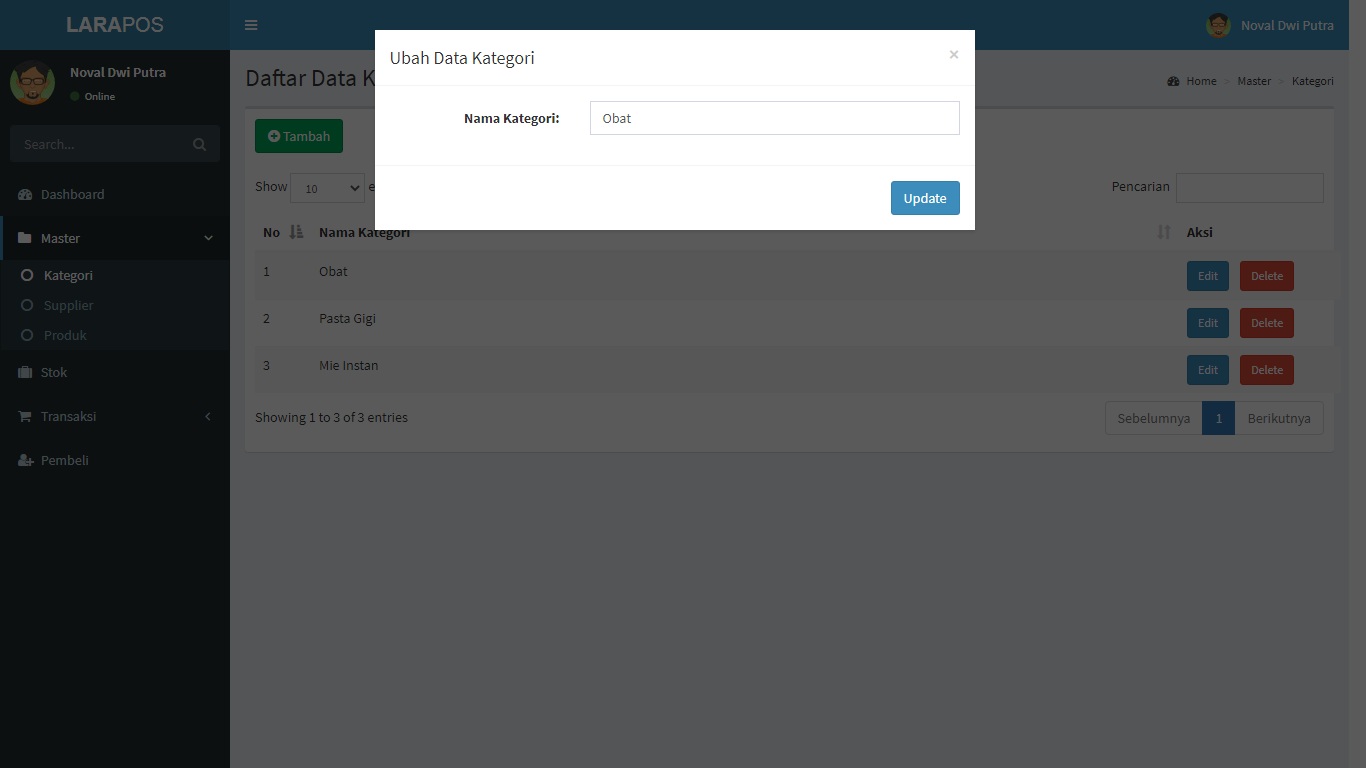 LARAPOS
Noval Dwi Putra
Noval Dwi Putra
Online
Search...
Dashboard
Master
Kategori
Supplier
Produk
Stok
Transaksi
Pembeli
Ubah Data Kategori
×
Nama Kategori:
Obat
Update
Daftar Data K
Home > Master > Kategori
Tambah
Show 10 e
Pencarian
No Nama Kategori Aksi
1 Obat Edit Delete
2 Pasta Gigi Edit Delete
3 Mie Instan Edit Delete
Showing 1 to 3 of 3 entries
Sebelumnya 1 Berikutnya